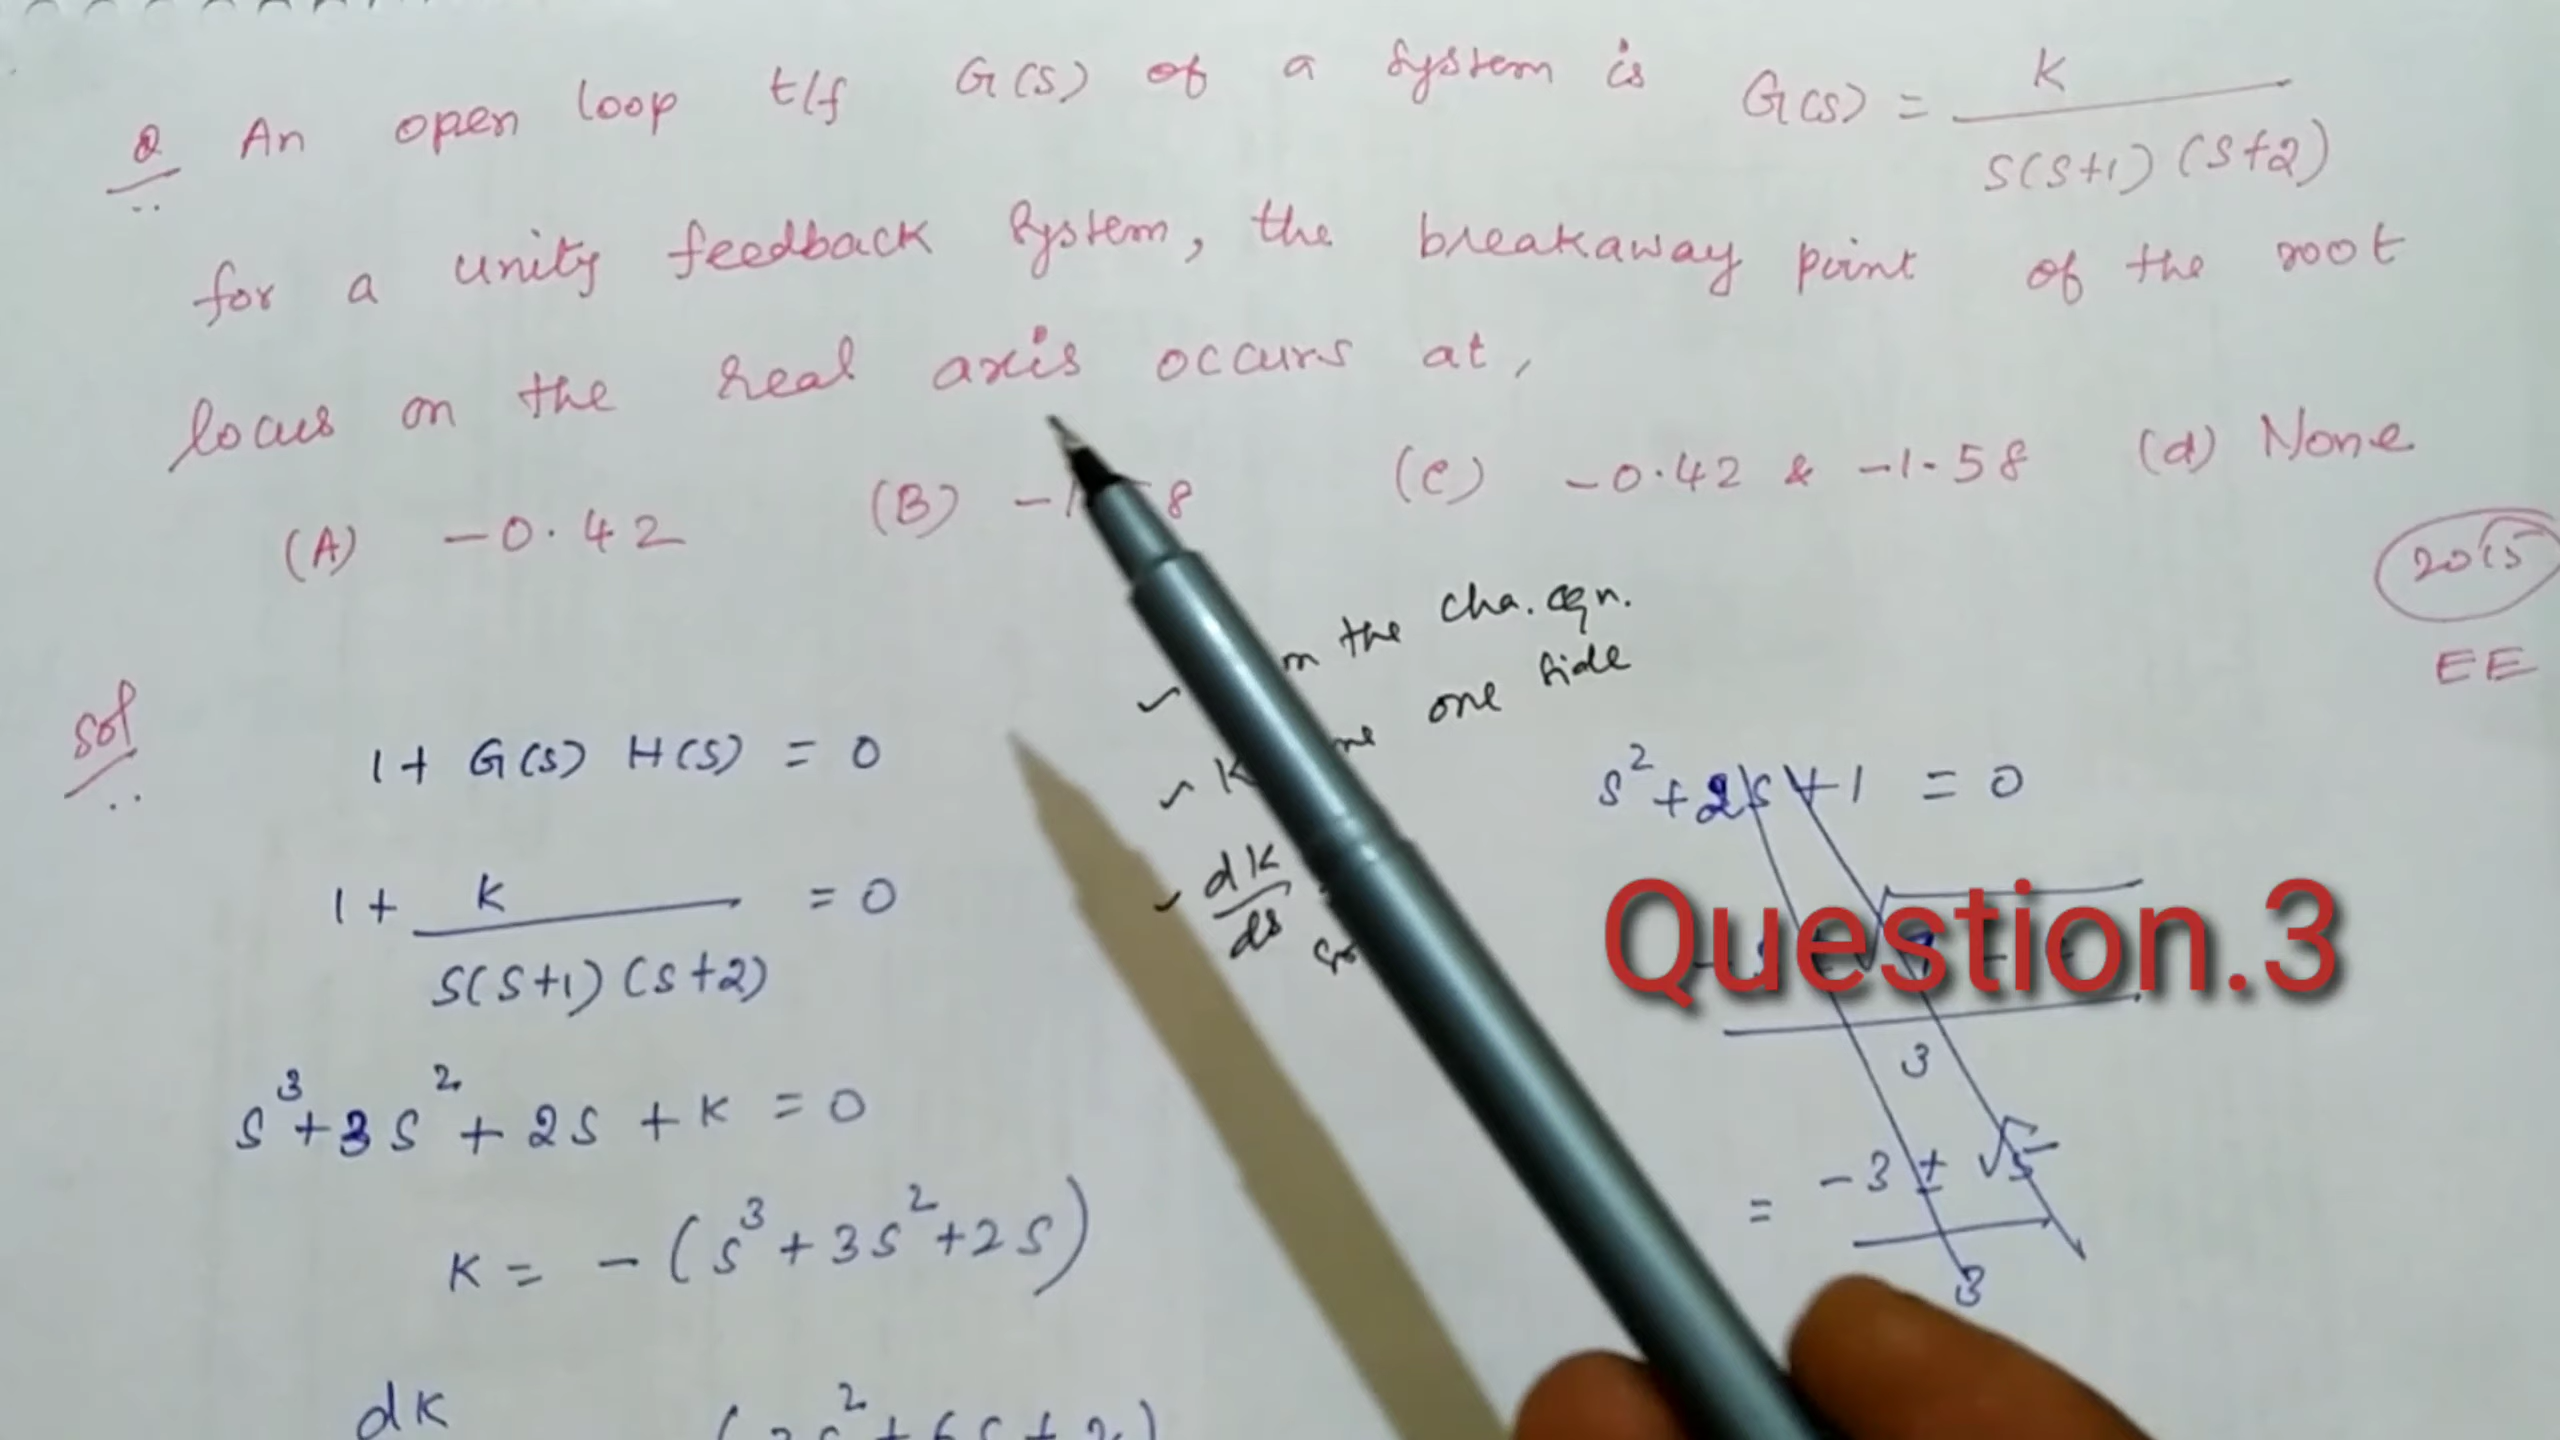 Q An open loop t/f G(s) of a system is G(s) = K
s(s+1)(s+2)
for a unity feedback system, the breakaway point of the root
locus on the real axis occurs at,
(A) -0.42 (B) 8 (c) -0.42 & -1.58 (d) None
2015
EE
sol
1 + G(s) H(s) = 0
1 + K = 0
s(s+1)(s+2)
s³ + 3s² + 2s + K = 0
K = -(s³ + 3s² + 2s)
dK
the cha. eqn.
one side
dK
ds
s² + 2s + 1 = 0
Question.3
3
= -3 ± √5
3